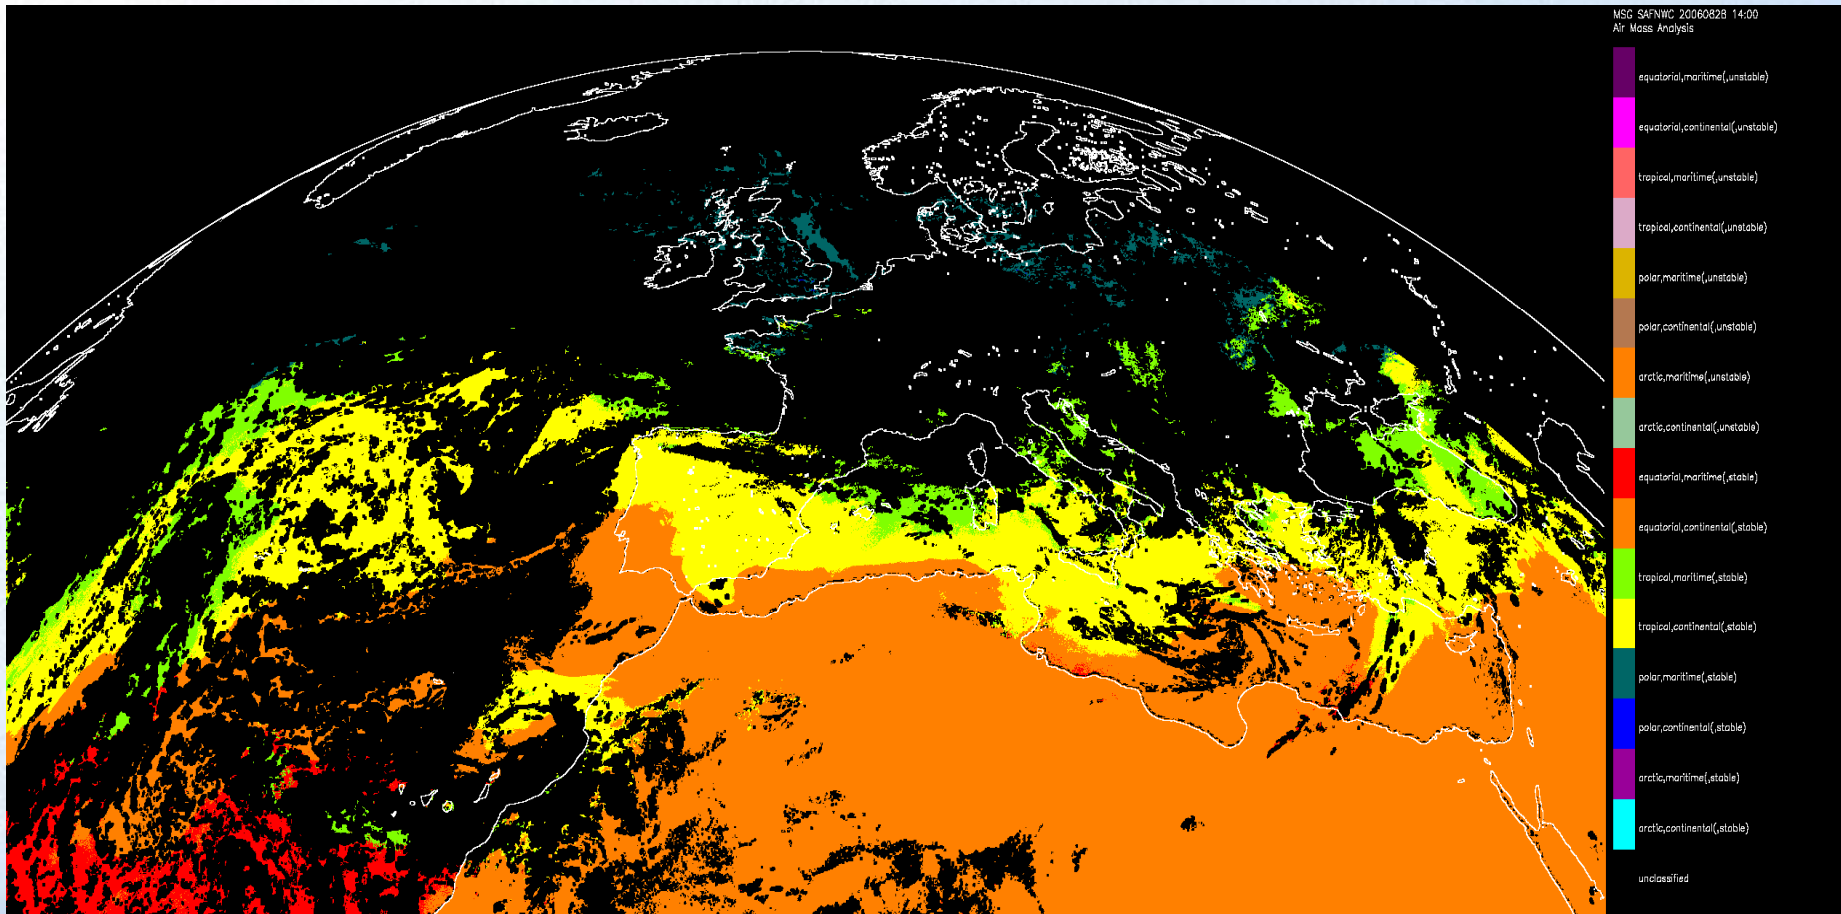 MSG SAFNWC 20060828 14:00
Air Mass Analysis
equatorial,maritime(,unstable)
equatorial,continental(,unstable)
tropical,maritime(,unstable)
tropical,continental(,unstable)
polar,maritime(,unstable)
polar,continental(,unstable)
arctic,maritime(,unstable)
arctic,continental(,unstable)
equatorial,maritime(,stable)
equatorial,continental(,stable)
tropical,maritime(,stable)
tropical,continental(,stable)
polar,maritime(,stable)
polar,continental(,stable)
arctic,maritime(,stable)
arctic,continental(,stable)
unclassified